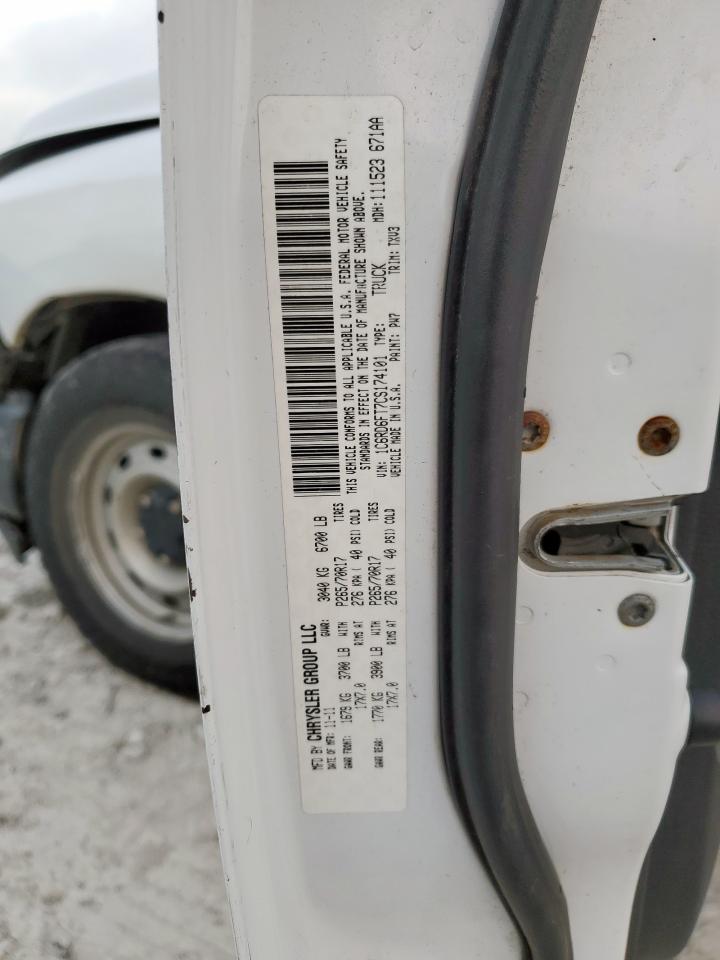 MFD BY CHRYSLER GROUP LLC
DATE OF MFR: 11-11 GVWR: 3040 KG 6700 LB
GAWR FRONT: 1679 KG 3700 LB WITH P265/70R17 TIRES
17X7.0 RIMS AT 276 KPA ( 40 PSI) COLD
GAWR REAR: 1770 KG 3900 LB WITH P265/70R17 TIRES
17X7.0 RIMS AT 276 KPA ( 40 PSI) COLD
THIS VEHICLE CONFORMS TO ALL APPLICABLE U.S.A. FEDERAL MOTOR VEHICLE SAFETY
STANDARDS IN EFFECT ON THE DATE OF MANUFACTURE SHOWN ABOVE.
VIN: 1C6RD6FT7CS174101 TYPE: TRUCK MDH:111523 671AA
VEHICLE MADE IN U.S.A. PAINT: PW7 TRIM: TXV3